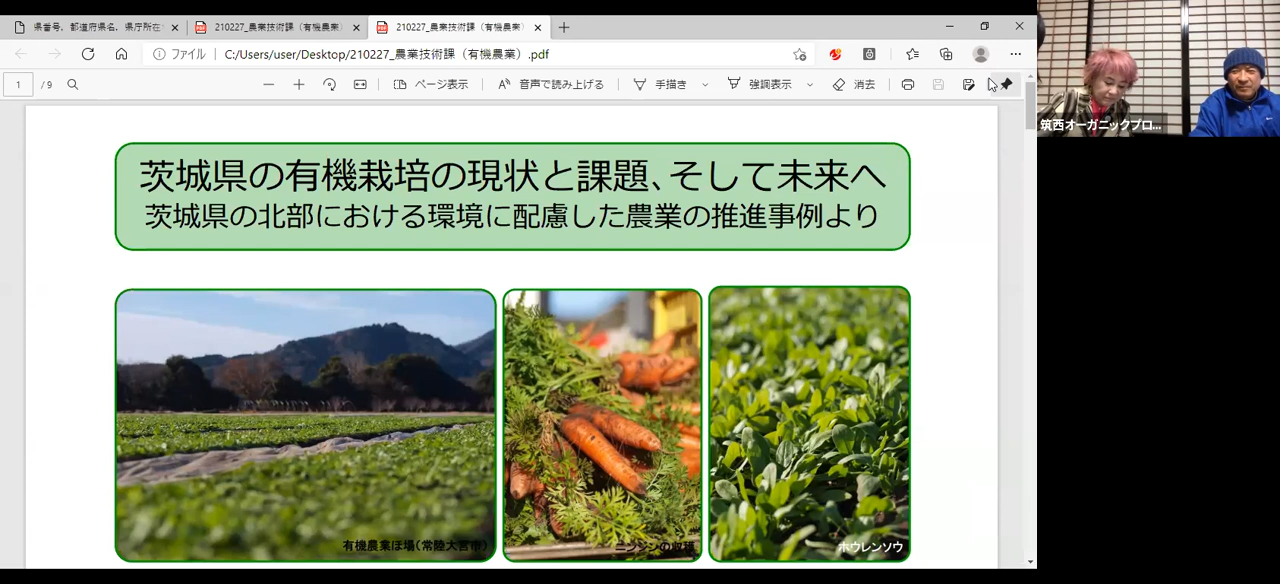 県番号，都道府県名，県庁所在
210227_農業技術課（有機農業）
210227_農業技術課（有機農業）
ファイル
C:/Users/user/Desktop/210227_農業技術課（有機農業）.pdf
1 /9
ページ表示
音声で読み上げる
手描き
強調表示
消去
筑西オーガニックプロ...
茨城県の有機栽培の現状と課題、そして未来へ
茨城県の北部における環境に配慮した農業の推進事例より
有機農業ほ場（常陸大宮市）
ニンジンの収穫
ホウレンソウ